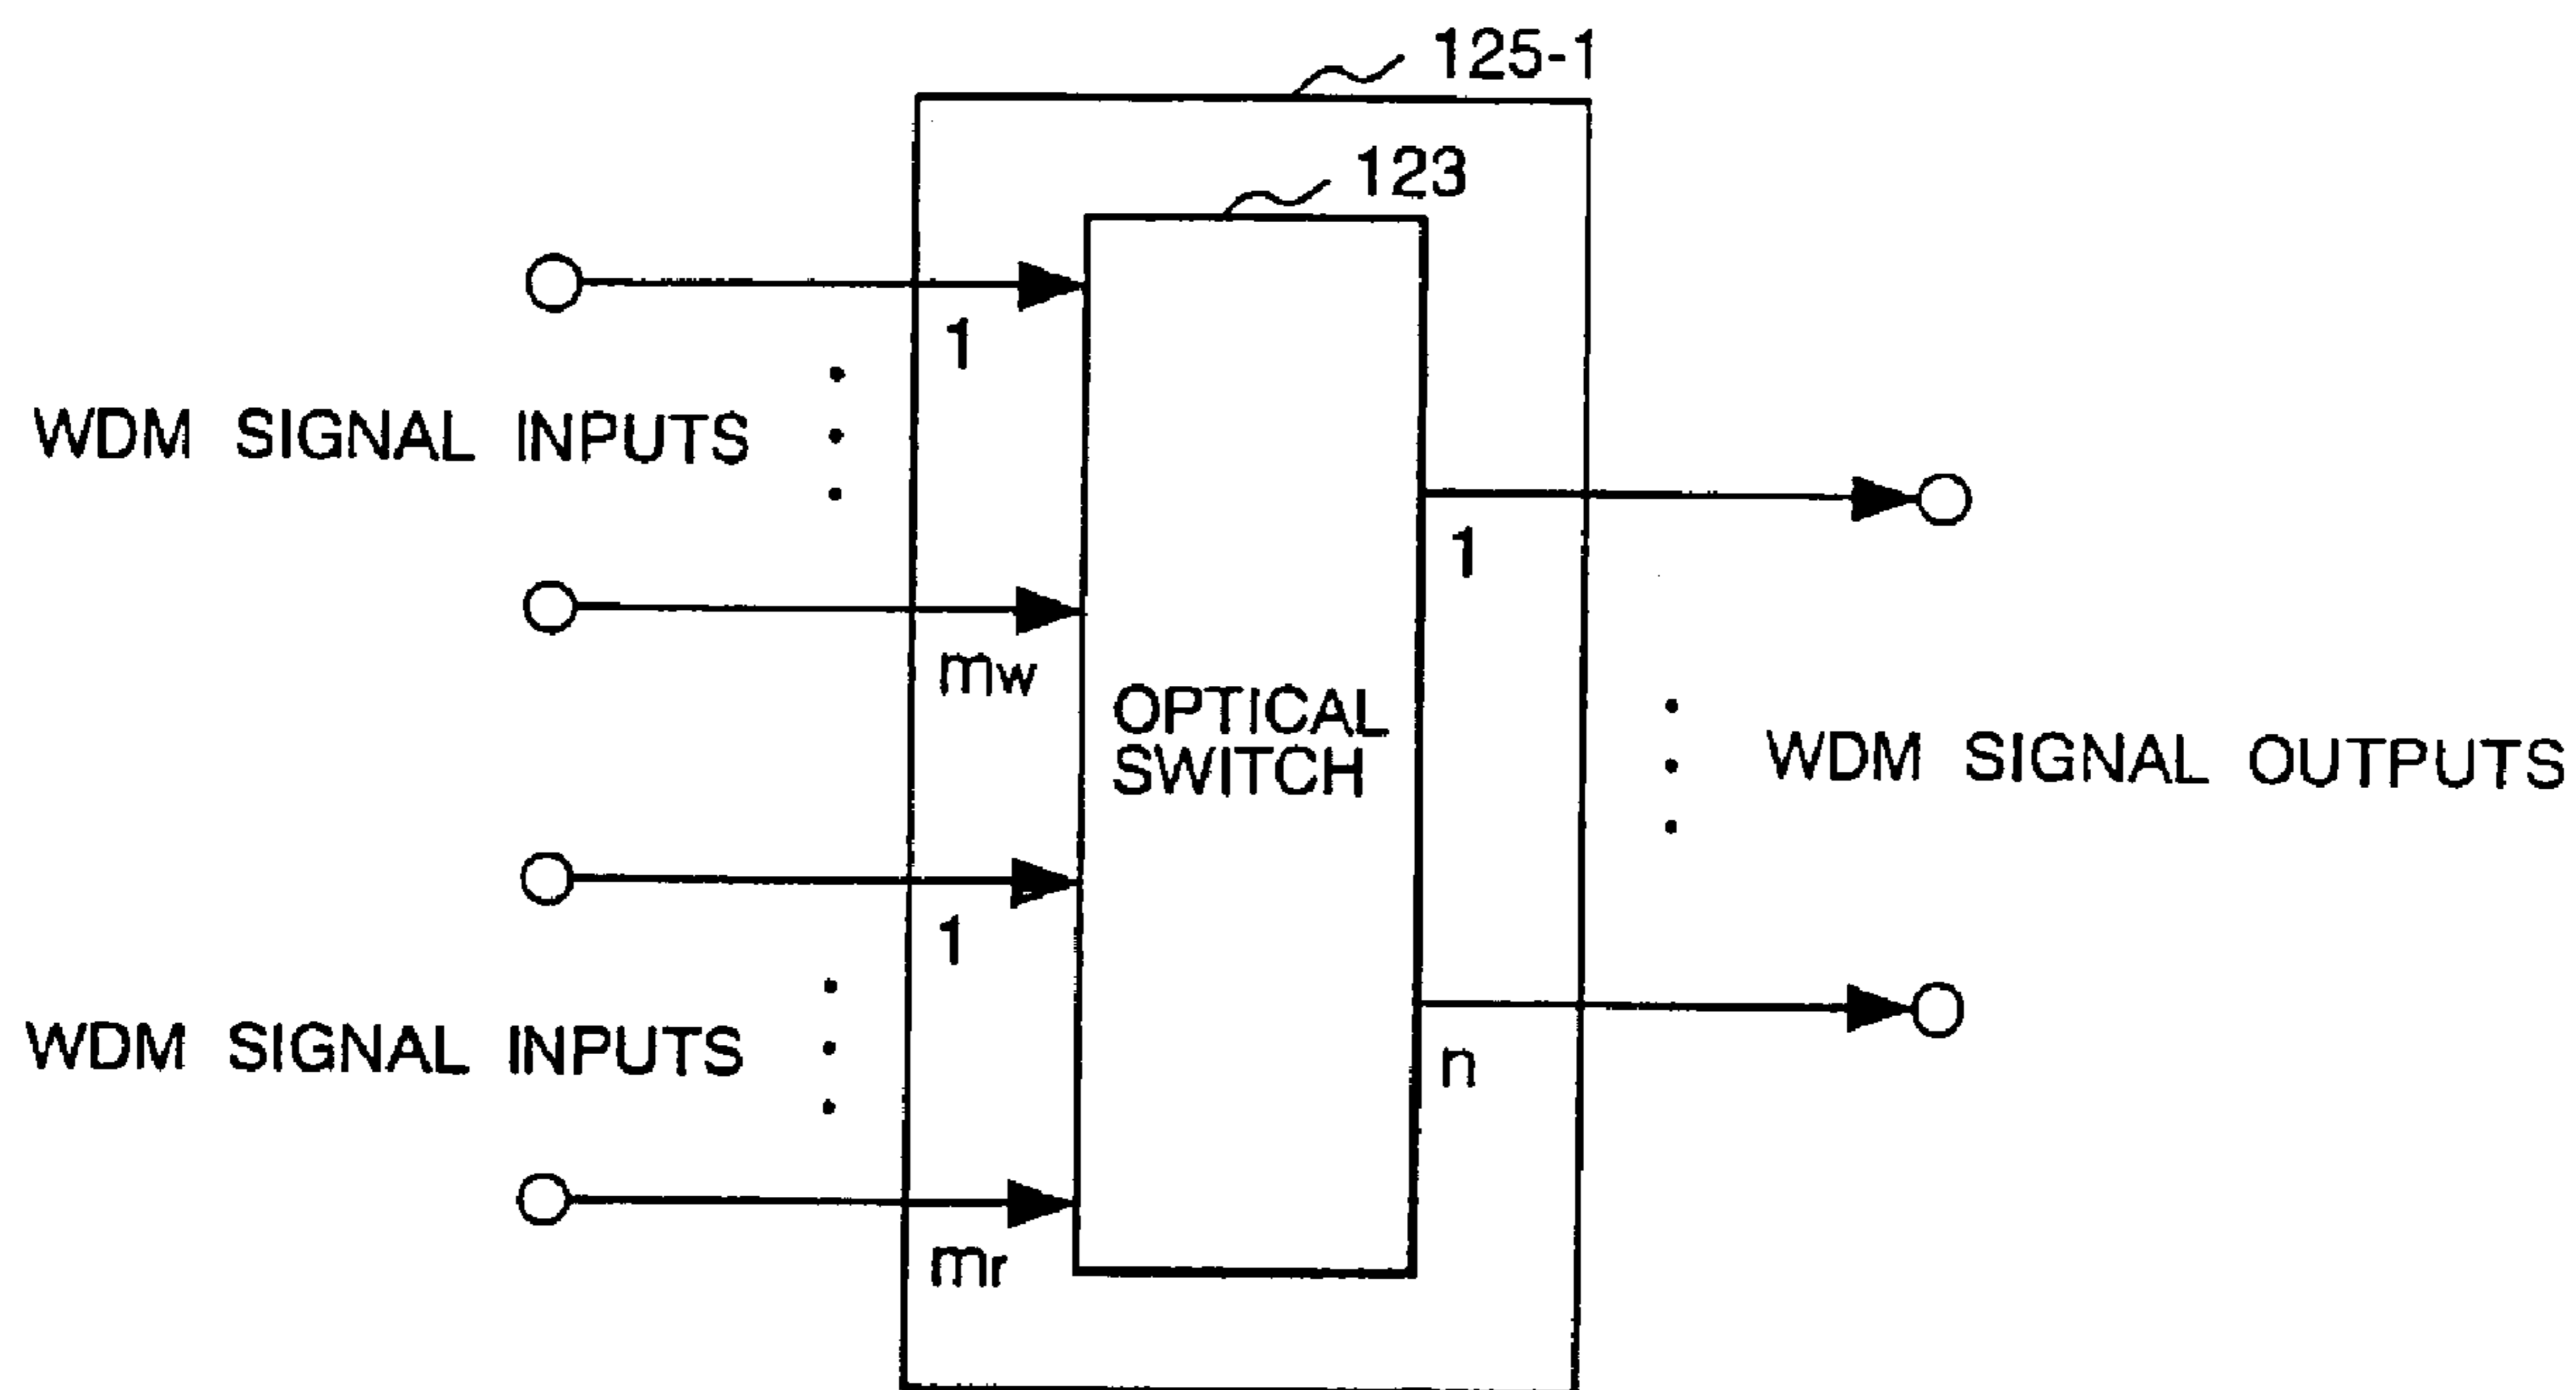 125-1
123
1
WDM SIGNAL INPUTS
mw
1
OPTICAL
SWITCH
WDM SIGNAL OUTPUTS
1
WDM SIGNAL INPUTS
n
mr